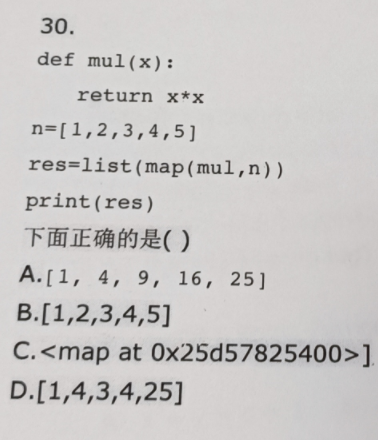 30.
def mul(x):
    return x*x
n=[1,2,3,4,5]
res=list(map(mul,n))
print(res)
下面正确的是( )
A.[1, 4, 9, 16, 25]
B.[1,2,3,4,5]
C.<map at 0x25d57825400>]
D.[1,4,3,4,25]